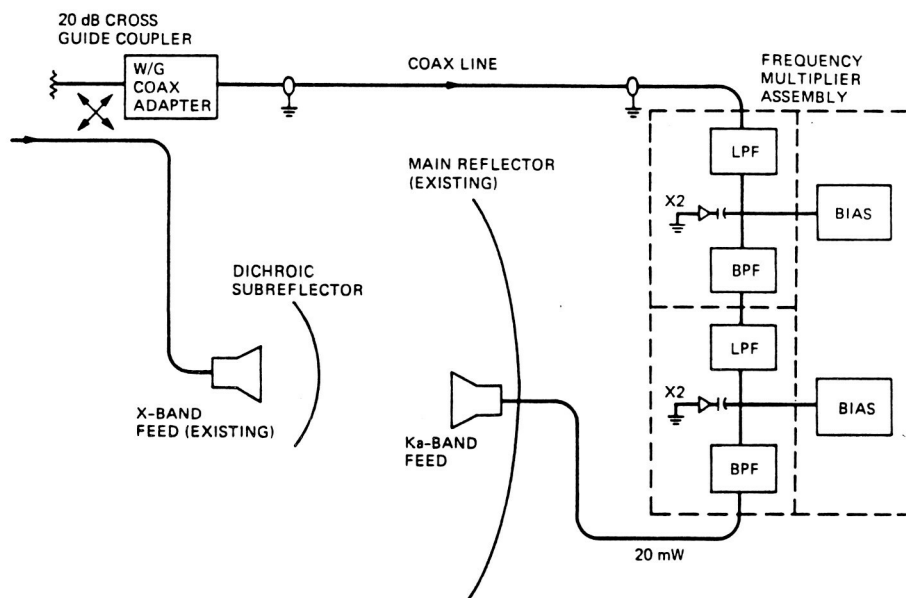 20 dB CROSS
GUIDE COUPLER
W/G
COAX
ADAPTER
COAX LINE
FREQUENCY
MULTIPLIER
ASSEMBLY
LPF
MAIN REFLECTOR
(EXISTING)
X2
BIAS
BPF
DICHROIC
SUBREFLECTOR
LPF
X2
BIAS
X-BAND
FEED (EXISTING)
Ka-BAND
FEED
BPF
20 mW